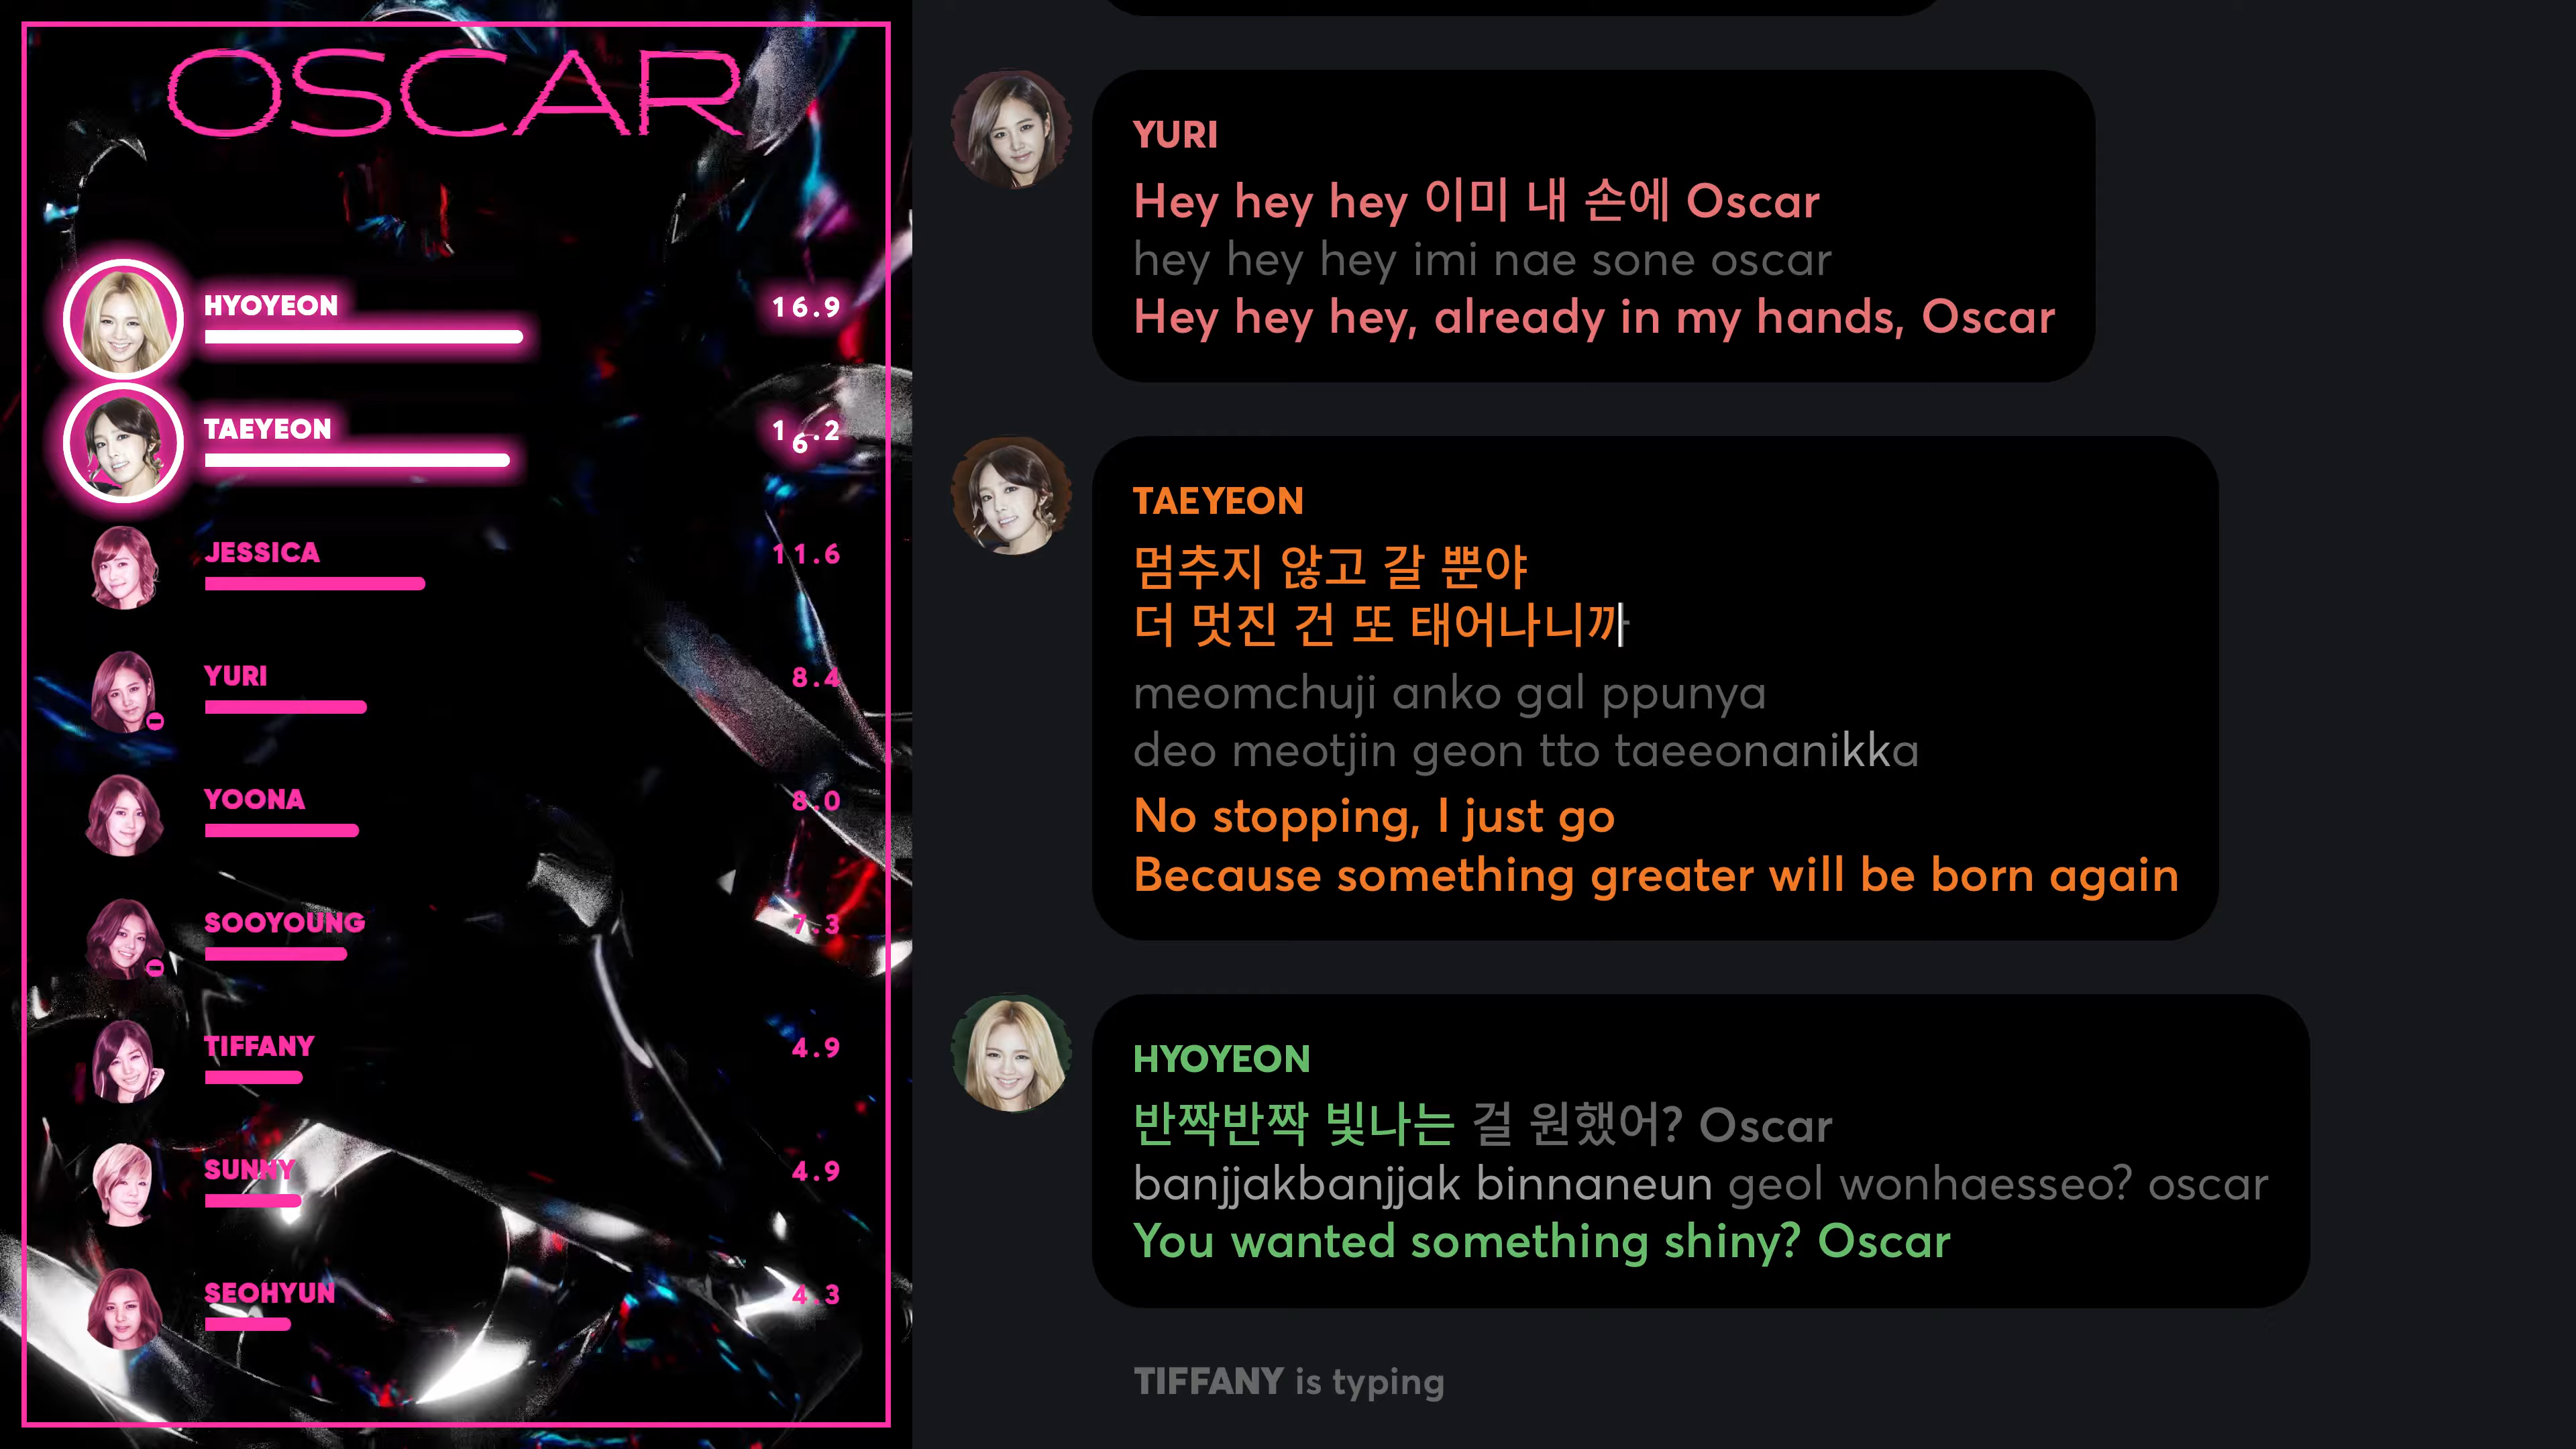 OSCAR
HYOYEON
16.9
TAEYEON
16.2
JESSICA
11.6
YURI
8.4
YOONA
8.0
SOOYOUNG
7.3
TIFFANY
4.9
SUNNY
4.9
SEOHYUN
4.3
YURI
Hey hey hey 이미 내 손에 Oscar
hey hey hey imi nae sone oscar
Hey hey hey, already in my hands, Oscar
TAEYEON
멈추지 않고 갈 뿐야
더 멋진 건 또 태어나니까
meomchuji anko gal ppunya
deo meotjin geon tto taeeonanikka
No stopping, I just go
Because something greater will be born again
HYOYEON
반짝반짝 빛나는 걸 원했어? Oscar
banjjakbanjjak binnaneun geol wonhaesseo? oscar
You wanted something shiny? Oscar
TIFFANY is typing